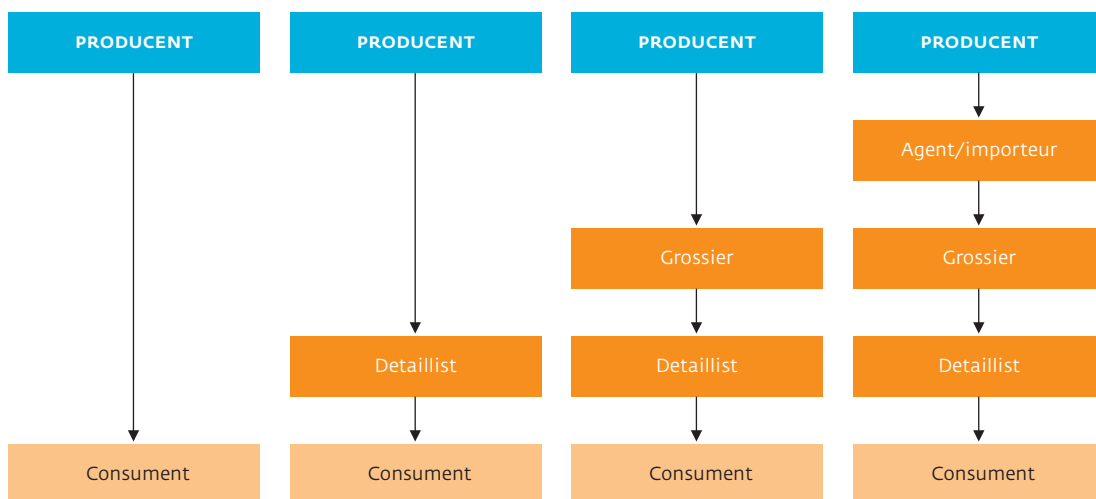 PRODUCENT
PRODUCENT
PRODUCENT
PRODUCENT
Agent/importeur
Grossier
Grossier
Detaillist
Detaillist
Detaillist
Consument
Consument
Consument
Consument